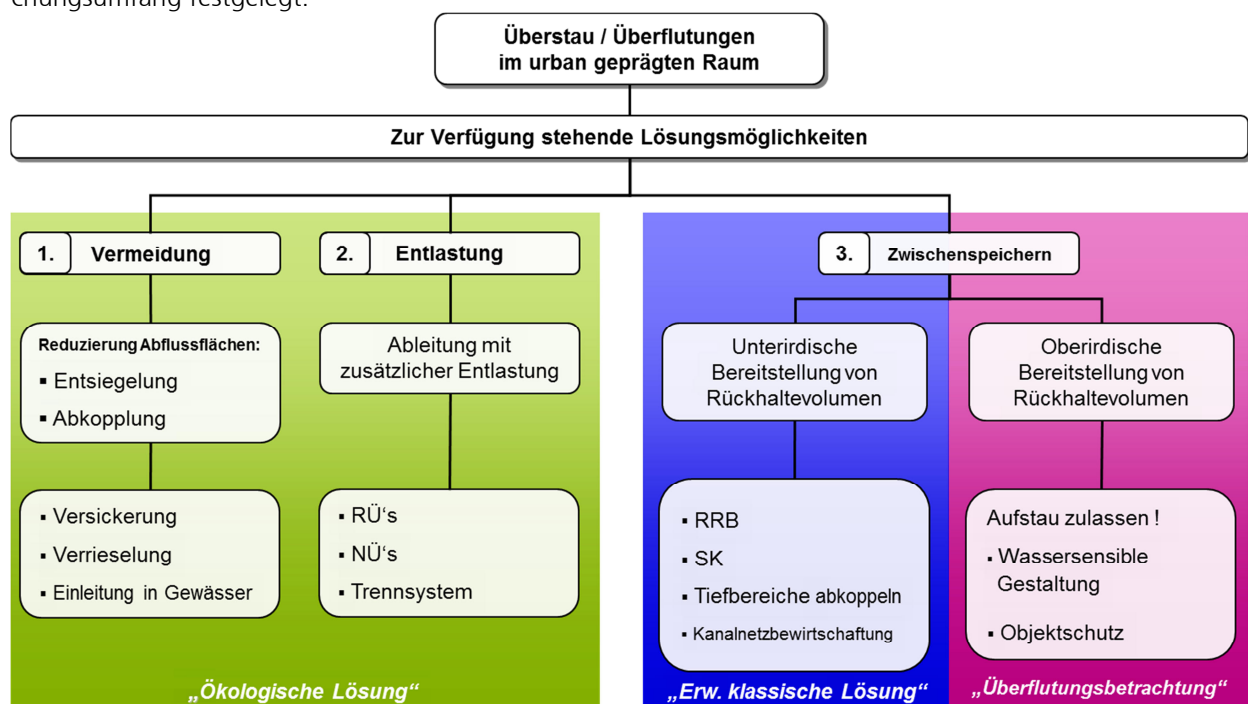 chungsumfang festgelegt.
Überstau / Überflutungen
im urban geprägten Raum
Zur Verfügung stehende Lösungsmöglichkeiten
1. Vermeidung
Reduzierung Abflussflächen:
▪ Entsiegelung
▪ Abkopplung
▪ Versickerung
▪ Verrieselung
▪ Einleitung in Gewässer
2. Entlastung
Ableitung mit
zusätzlicher Entlastung
▪ RÜ‘s
▪ NÜ‘s
▪ Trennsystem
„Ökologische Lösung“
3. Zwischenspeichern
Unterirdische
Bereitstellung von
Rückhaltevolumen
▪ RRB
▪ SK
▪ Tiefbereiche abkoppeln
▪ Kanalnetzbewirtschaftung
„Erw. klassische Lösung“
Oberirdische
Bereitstellung von
Rückhaltevolumen
Aufstau zulassen !
▪ Wassersensible
Gestaltung
▪ Objektschutz
„Überflutungsbetrachtung“